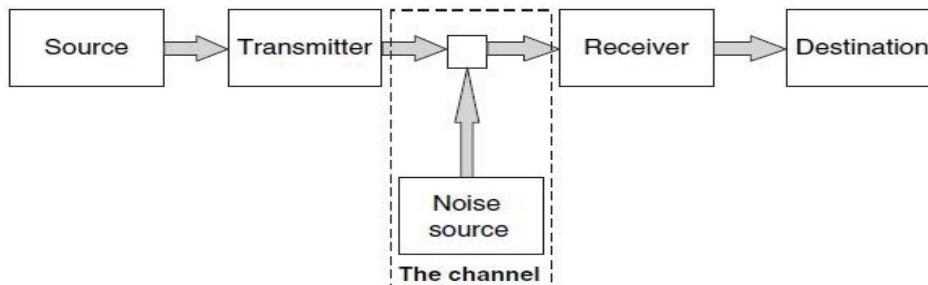 Source
Transmitter
Receiver
Destination
Noise
source
The channel